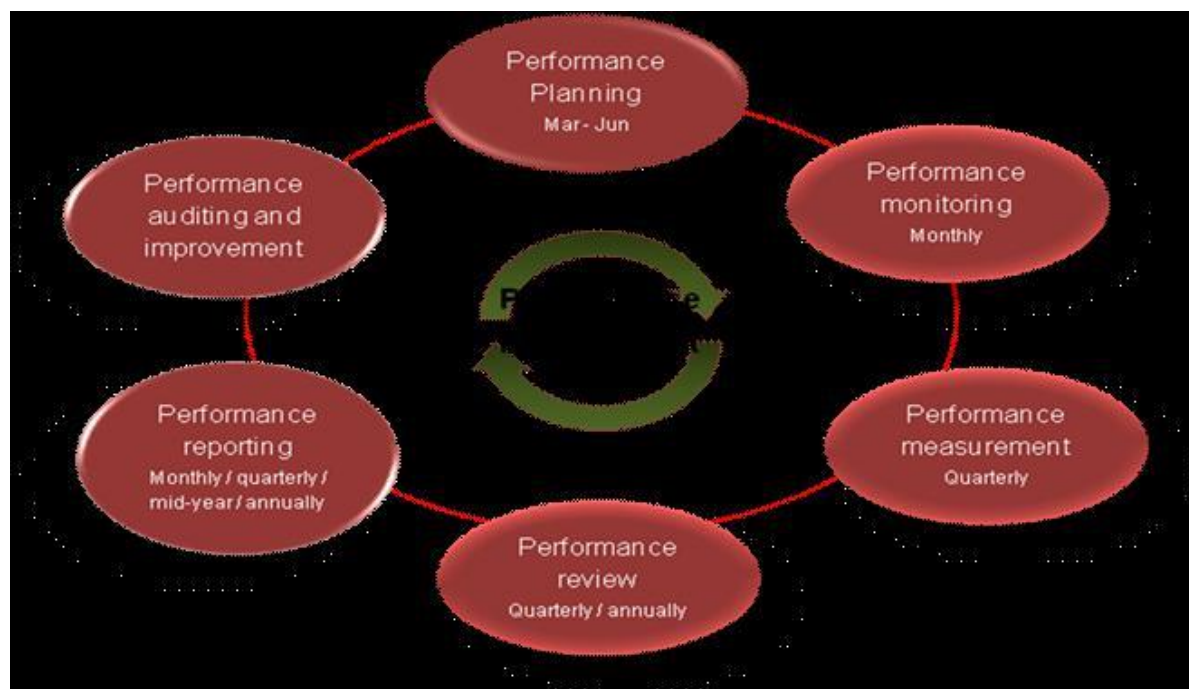 Performance
Planning
Mar- Jun
Performance
monitoring
Monthly
Performance
measurement
Quarterly
Performance
review
Quarterly / annually
Performance
reporting
Monthly / quarterly /
mid-year / annually
Performance
auditing and
improvement